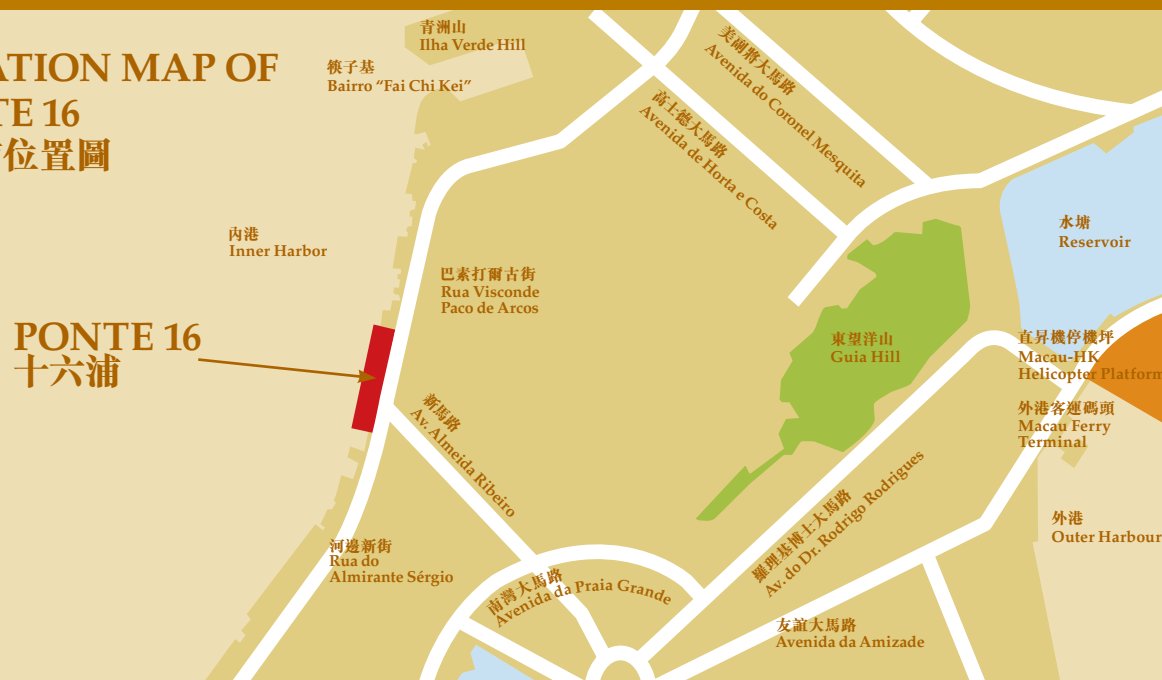 ATION MAP OF
TE 16
位置圖
青洲山
Ilha Verde Hill
筷子基
Bairro “Fai Chi Kei”
美副將大馬路
Avenida do Coronel Mesquita
高士德大馬路
Avenida de Horta e Costa
內港
Inner Harbor
水塘
Reservoir
巴素打爾古街
Rua Visconde
Paco de Arcos
PONTE 16
十六浦
東望洋山
Guia Hill
直昇機停機坪
Macau-HK
Helicopter Platform
外港客運碼頭
Macau Ferry
Terminal
新馬路
Av. Almeida Ribeiro
羅理基博士大馬路
Av. do Dr. Rodrigo Rodrigues
外港
Outer Harbour
河邊新街
Rua do
Almirante Sérgio
南灣大馬路
Avenida da Praia Grande
友誼大馬路
Avenida da Amizade